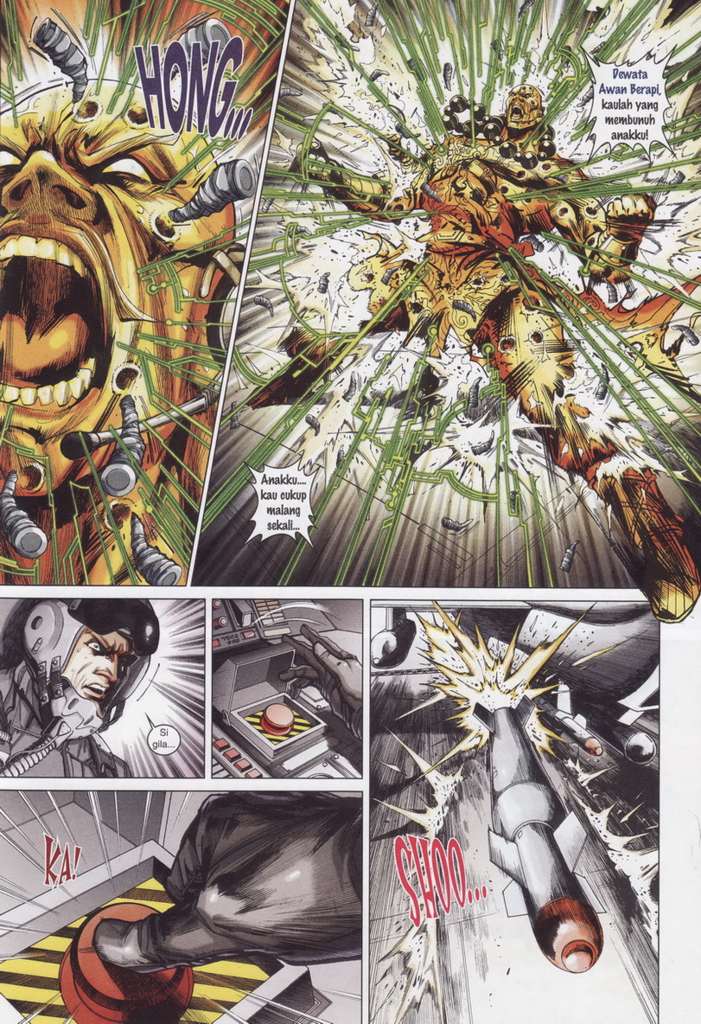 HONG...
Dewata
Awan Berapi,
kaulah yang
membunuh
anakku!
Anakku....
kau cukup
malang
sekali...
Si
gila...
KA!
SHOO...